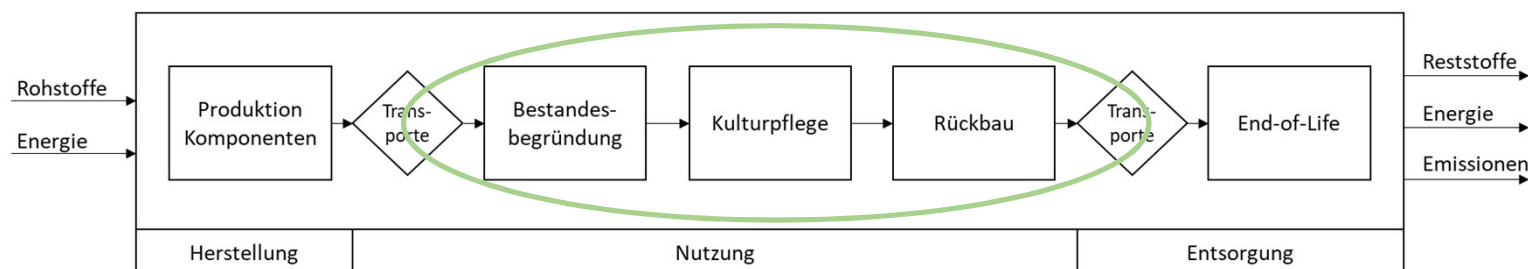 Rohstoffe
Energie
Produktion
Komponenten
Trans-
porte
Bestandes-
begründung
Kulturpflege
Rückbau
Trans-
porte
End-of-Life
Reststoffe
Energie
Emissionen
Herstellung
Nutzung
Entsorgung